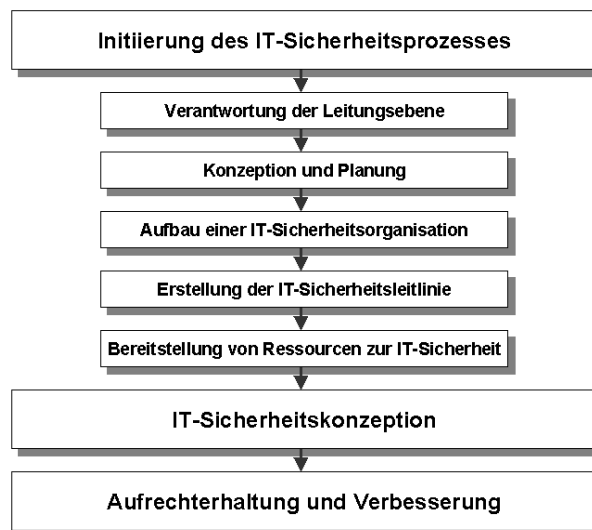 Initiierung des IT-Sicherheitsprozesses
Verantwortung der Leitungsebene
Konzeption und Planung
Aufbau einer IT-Sicherheitsorganisation
Erstellung der IT-Sicherheitsleitlinie
Bereitstellung von Ressourcen zur IT-Sicherheit
IT-Sicherheitskonzeption
Aufrechterhaltung und Verbesserung